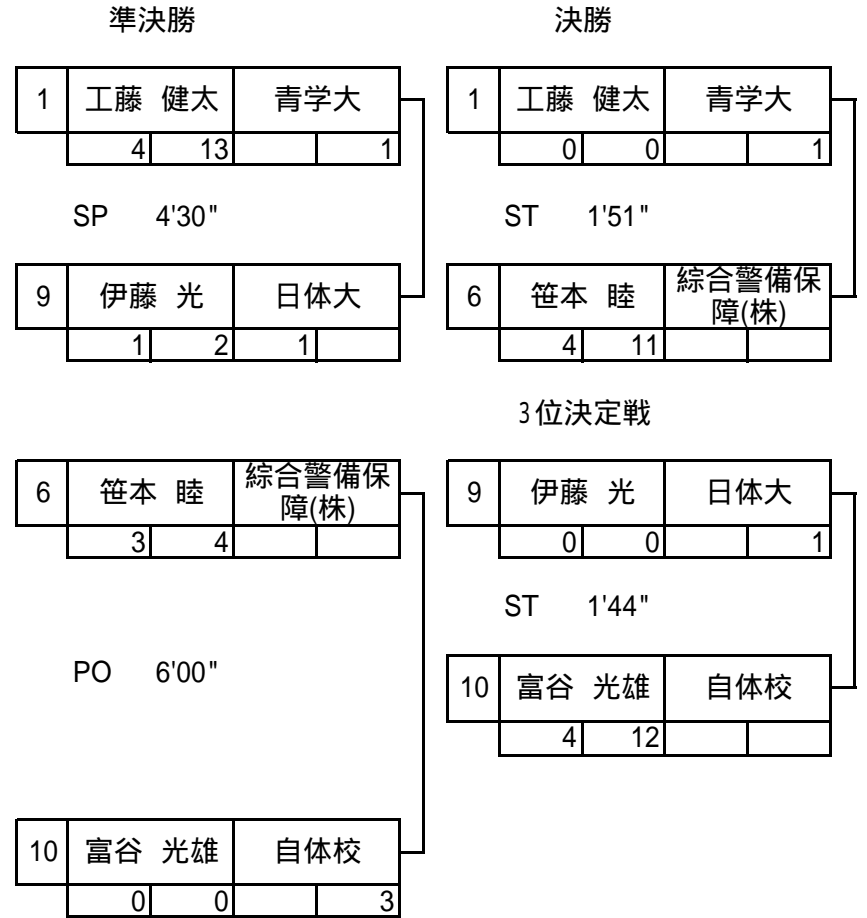 準決勝
1 工藤 健太 青学大
4 13 1
SP 4'30"
9 伊藤 光 日体大
1 2 1
6 笹本 睦 綜合警備保
障(株)
3 4
PO 6'00"
10 富谷 光雄 自体校
0 0 3
決勝
1 工藤 健太 青学大
0 0 1
ST 1'51"
6 笹本 睦 綜合警備保
障(株)
4 11
3位決定戦
9 伊藤 光 日体大
0 0 1
ST 1'44"
10 富谷 光雄 自体校
4 12